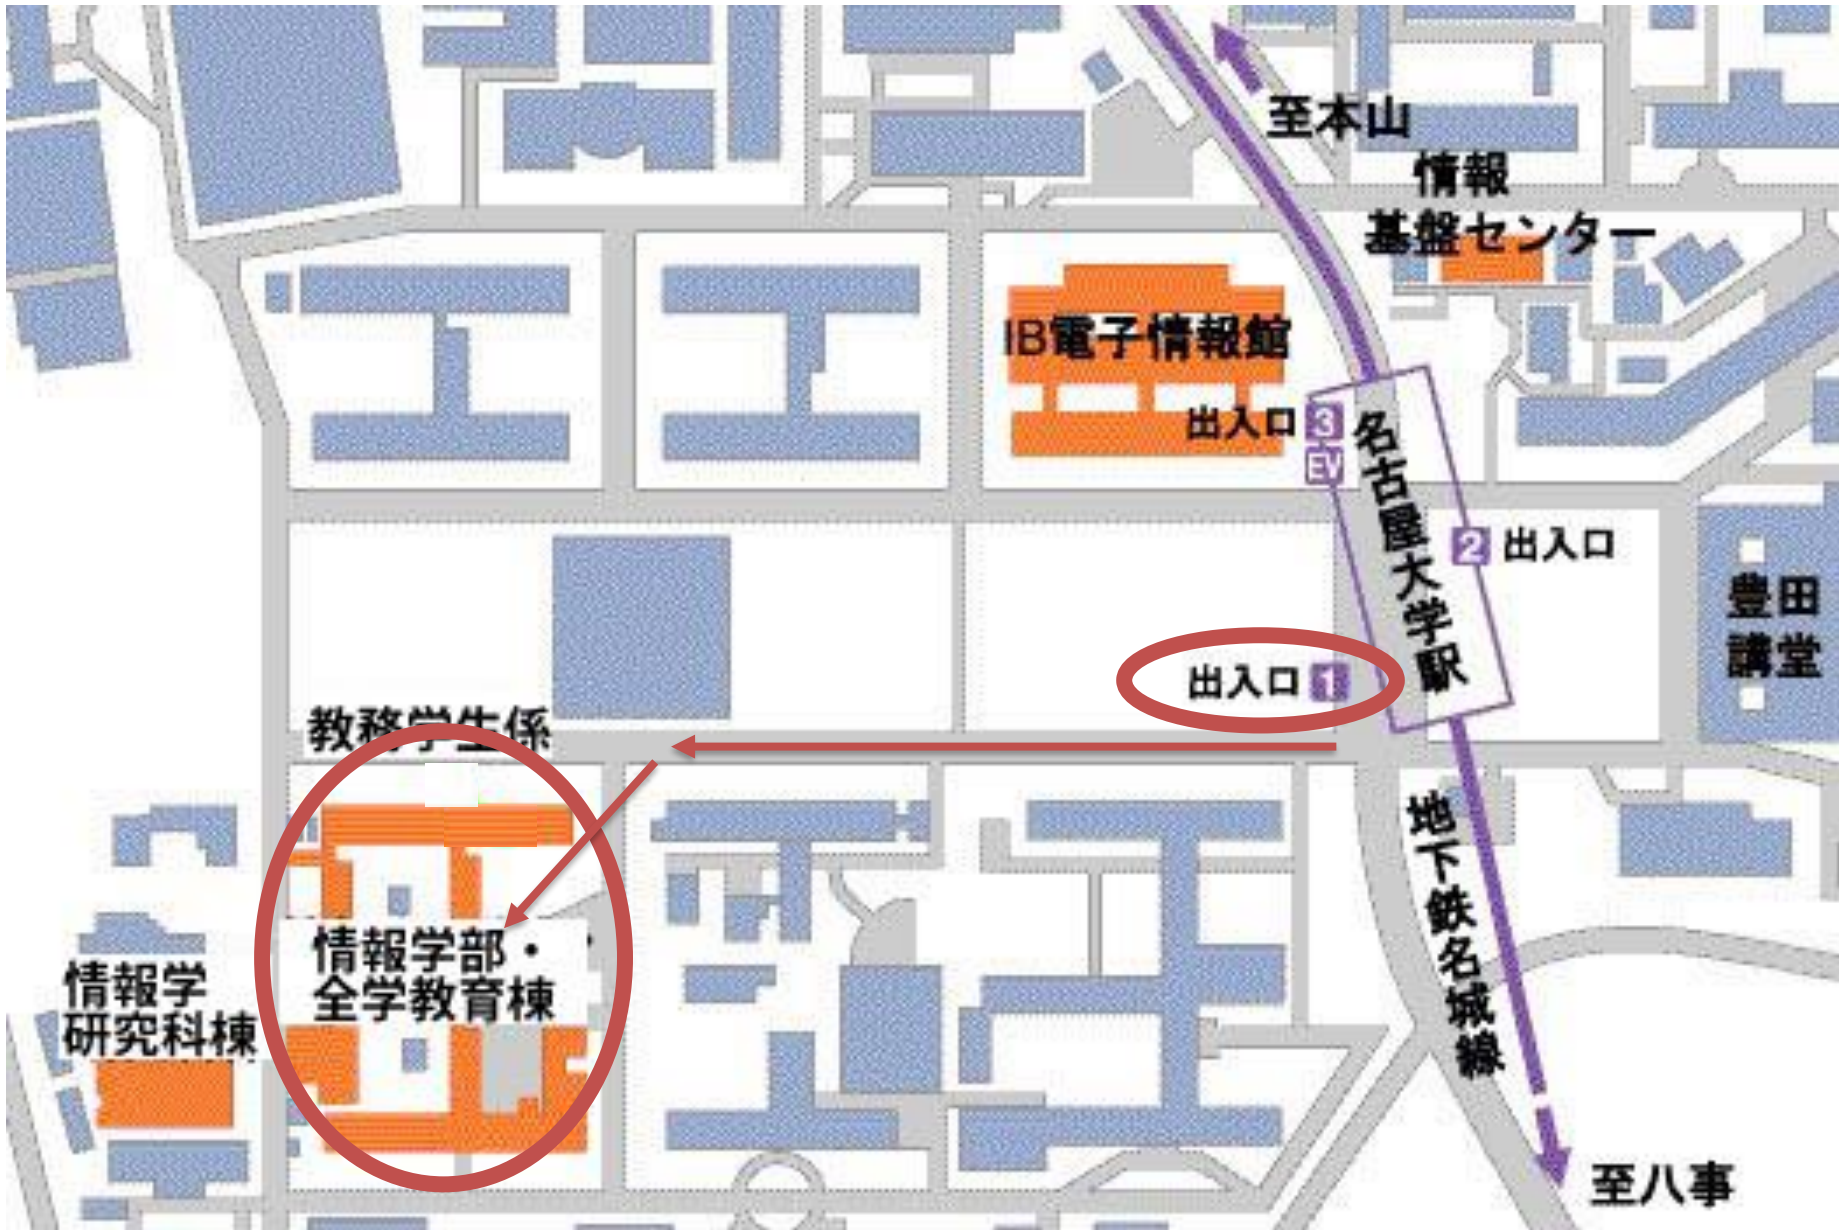 至本山
情報
基盤センター
IB電子情報館
出入口 3
EV
名古屋大学駅
2 出入口
豊田
講堂
出入口 1
教務学生係
地下鉄名城線
情報学部・
全学教育棟
情報学
研究科棟
至八事